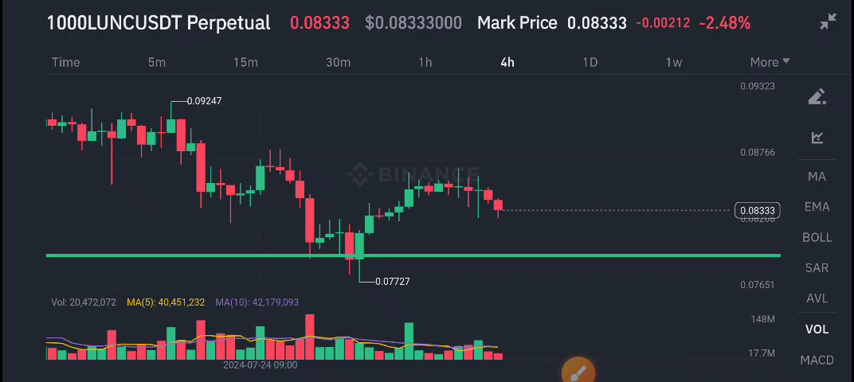 1000LUNCUSDT Perpetual 0.08333 $0.08333000 Mark Price 0.08333 -0.00212 -2.48%
Time 5m 15m 30m 1h 4h 1D 1w More
0.09323
0.09247
0.08766
BINANCE
MA
EMA
0.08333
0.08208
BOLL
SAR
0.07727
0.07651
AVL
Vol: 20,472,072 MA(5): 40,451,232 MA(10): 42,179,093
148M
VOL
17.7M
MACD
2024-07-24 09:00